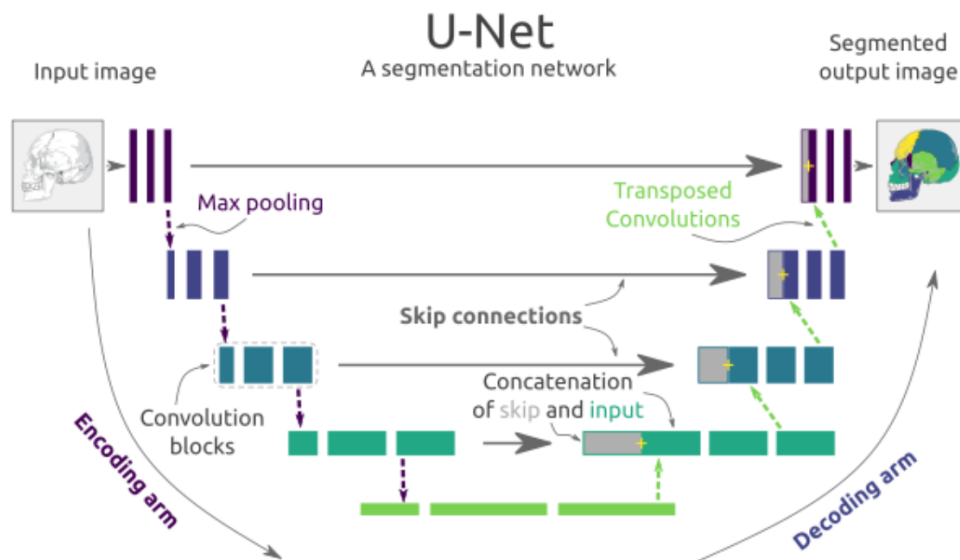 U-Net
A segmentation network
Input image
Segmented
output image
Max pooling
Transposed
Convolutions
Skip connections
Concatenation
of skip and input
Convolution
blocks
Encoding arm
Decoding arm